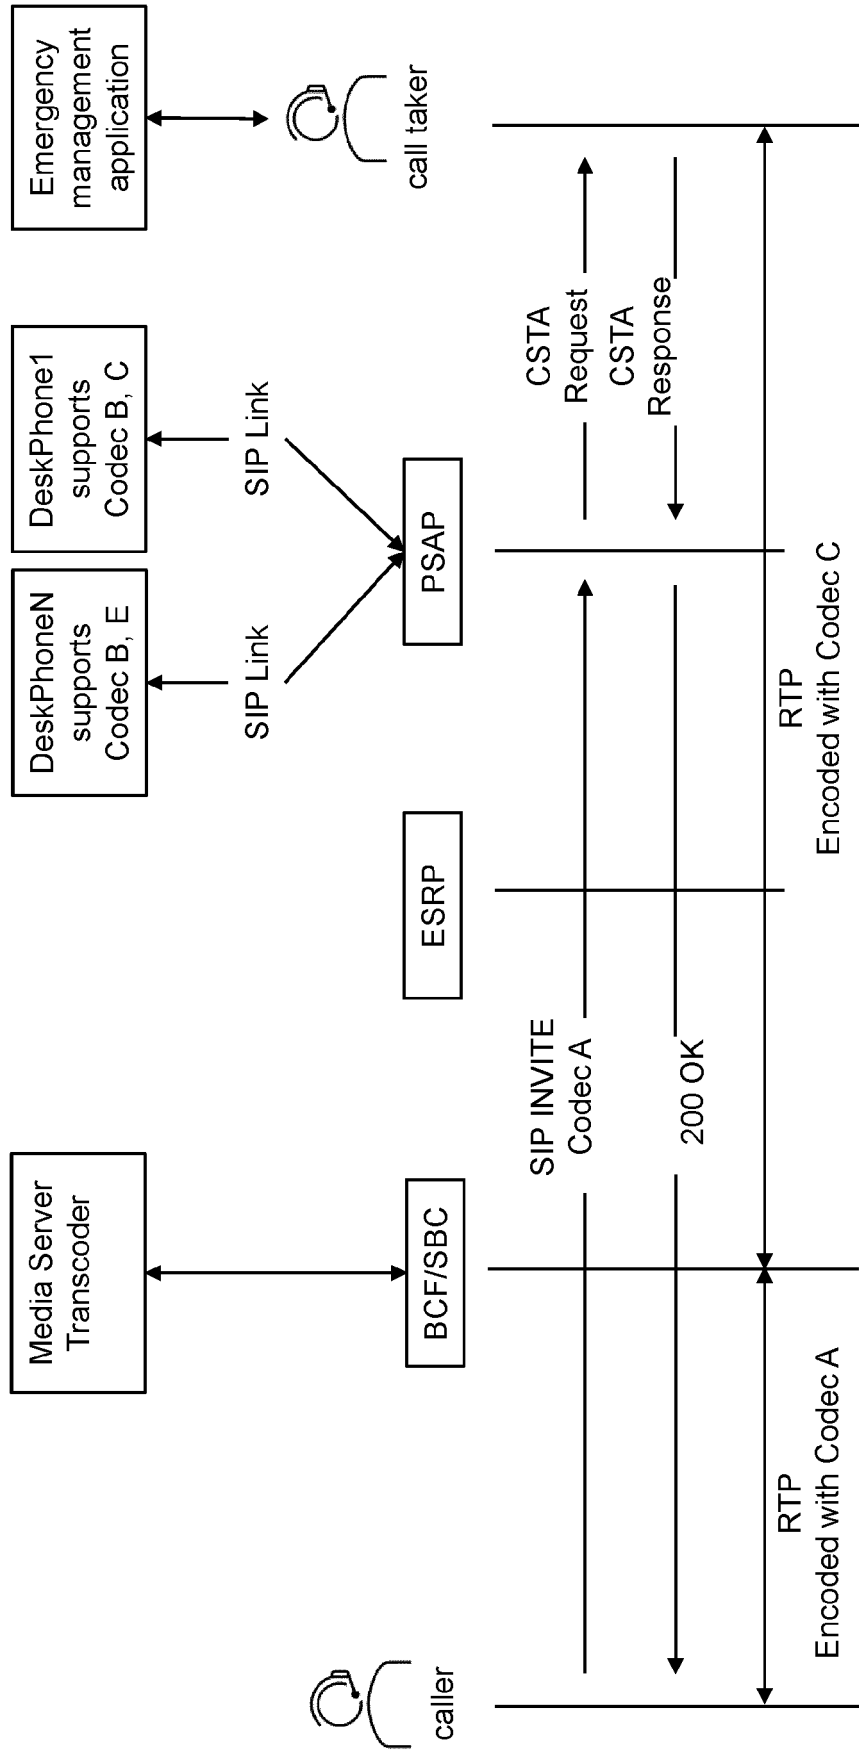 Media Server
Transcoder
DeskPhoneN
supports
Codec B, E
DeskPhone1
supports
Codec B, C
Emergency
management
application
SIP Link
SIP Link
caller
BCF/SBC
ESRP
PSAP
call taker
SIP INVITE
Codec A
CSTA
Request
200 OK
CSTA
Response
RTP
Encoded with Codec A
RTP
Encoded with Codec C